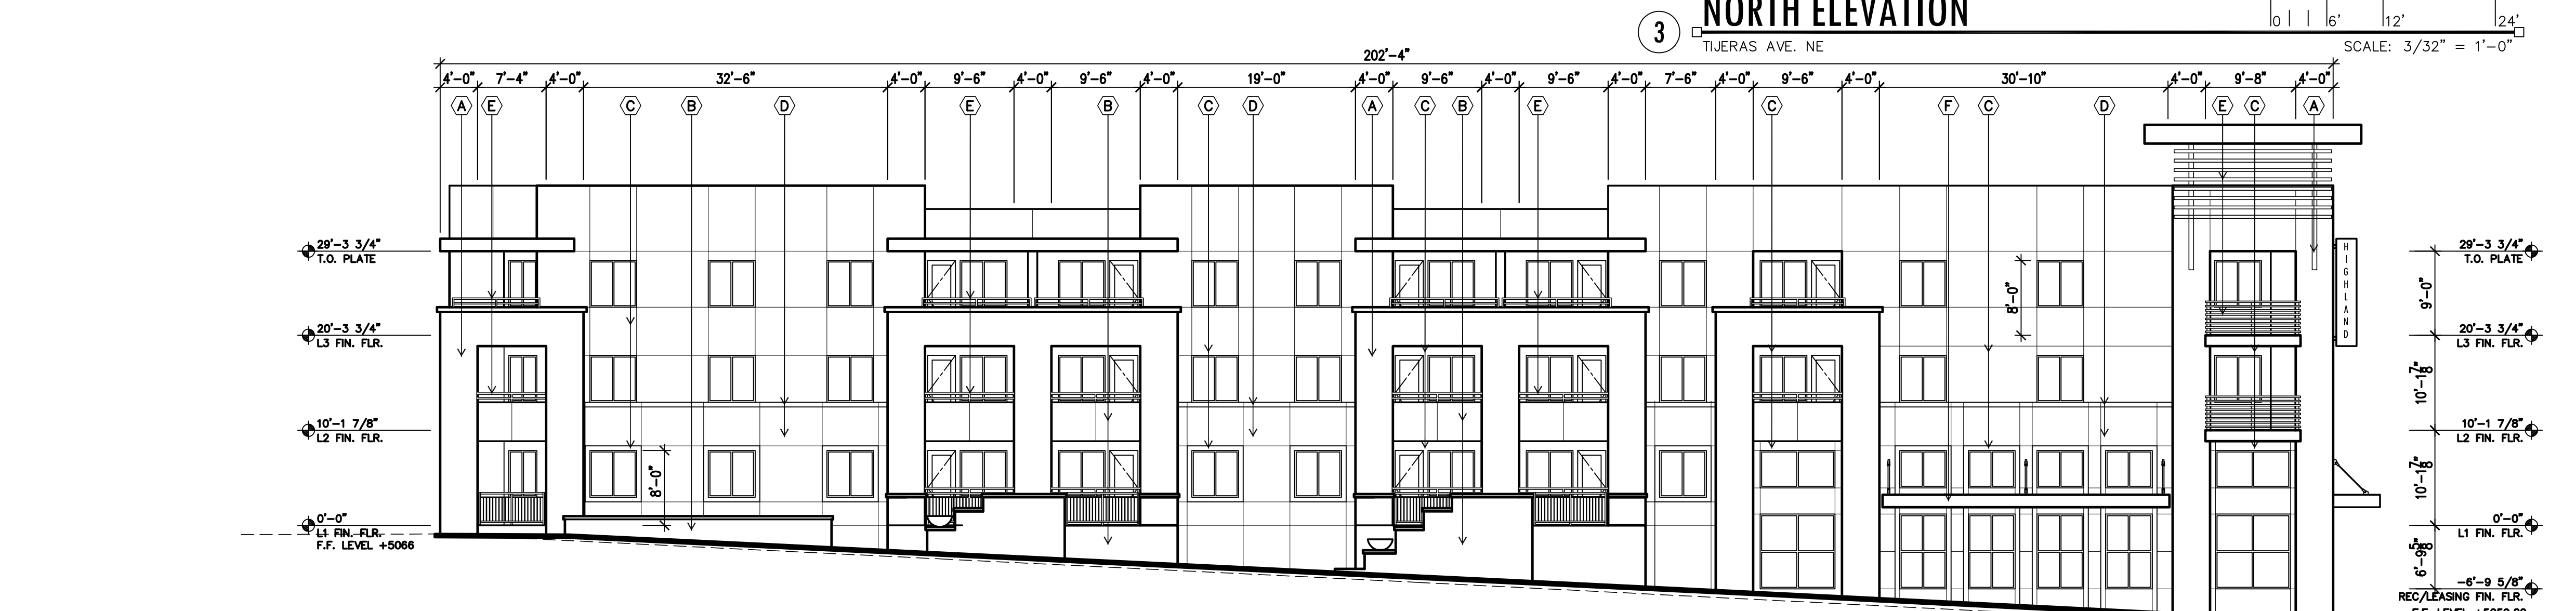 NORTH ELEVATION
3
TIJERAS AVE. NE
0 6' 12' 24'
SCALE: 3/32" = 1'-0"
202'-4"
4'-0" 7'-4" 4'-0" 32'-6" 4'-0" 9'-6" 4'-0" 9'-6" 4'-0" 19'-0" 4'-0" 9'-6" 4'-0" 9'-6" 4'-0" 7'-6" 4'-0" 9'-6" 4'-0" 30'-10" 4'-0" 9'-8" 4'-0"
A E C B D E B C D A C B E C F C D E C A
29'-3 3/4"
T.O. PLATE
20'-3 3/4"
L3 FIN. FLR.
10'-1 7/8"
L2 FIN. FLR.
0'-0"
L1 FIN. FLR.
F.F. LEVEL +5066
8'-0"
8'-0"
HIGHLAND
29'-3 3/4"
T.O. PLATE
9'-0"
20'-3 3/4"
L3 FIN. FLR.
10'-1 7/8"
10'-1 7/8"
L2 FIN. FLR.
10'-1 7/8"
0'-0"
L1 FIN. FLR.
6'-9 5/8"
-6'-9 5/8"
REC/LEASING FIN. FLR.